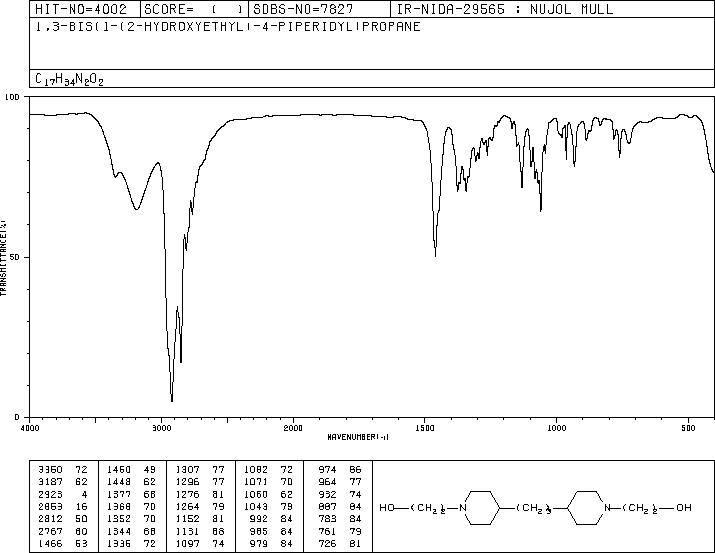 HIT-NO=4002 SCORE= ( ) SDBS-NO=7827 IR-NIDA-29565 : NUJOL MULL
1,3-BIS(1-(2-HYDROXYETHYL)-4-PIPERIDYL)PROPANE
C17H34N2O2
100
50
0
TRANSMITTANCE(%)
4000 3000 2000 1500 1000 500
WAVENUMBER(-1)
3360 72 1460 49 1307 77 1082 72 974 86
3187 62 1448 62 1296 77 1071 70 964 77
2923 4 1377 68 1276 81 1060 62 932 74
2853 16 1368 70 1264 79 1043 79 887 84
2812 50 1352 70 1152 81 992 84 783 84
2767 60 1344 68 1131 68 985 84 761 79
1466 63 1336 72 1097 74 979 84 726 81
HO—(CH2)2—N (CH2)3 N—(CH2)2—OH